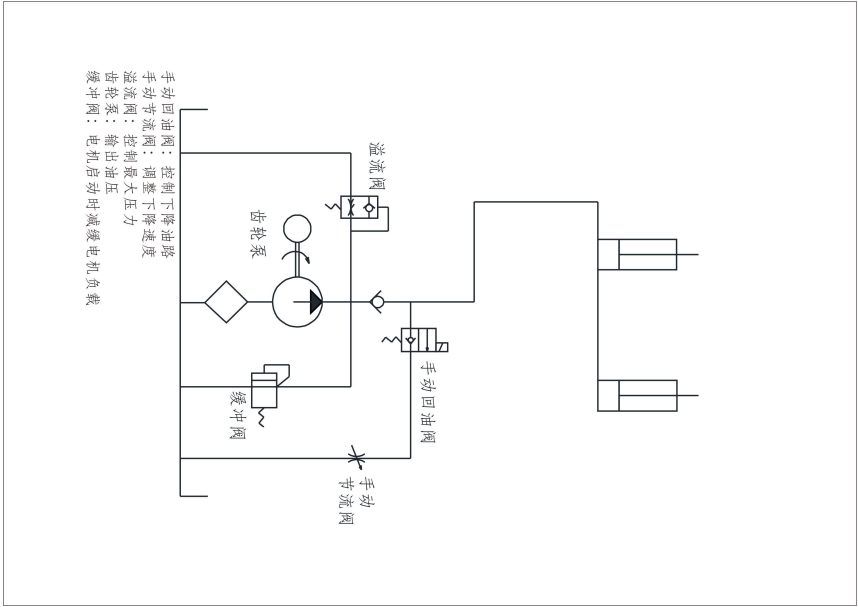 手动回油阀：控制下降油路
手动节流阀：调整下降速度
溢流阀：控制最大压力
齿轮泵：输出油压
缓冲阀：电机启动时减缓电机负载
溢流阀
齿轮泵
手动回油阀
缓冲阀
手动
节流阀